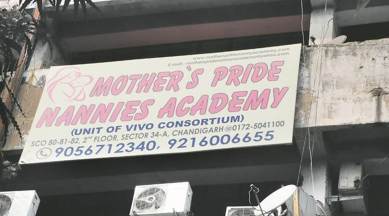 MOTHER'S PRIDE
NANNIES ACADEMY
(UNIT OF VIVO CONSORTIUM)
SCO 80-81-82, 2ND FLOOR, SECTOR 34-A, CHANDIGARH 0172-5041100
9056712340, 9216006655